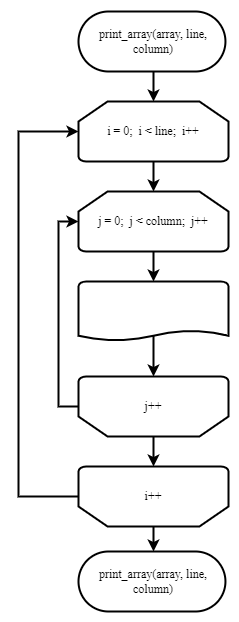 print_array(array, line,
column)
i = 0;  i < line;  i++
j = 0;  j < column;  j++
j++
i++
print_array(array, line,
column)